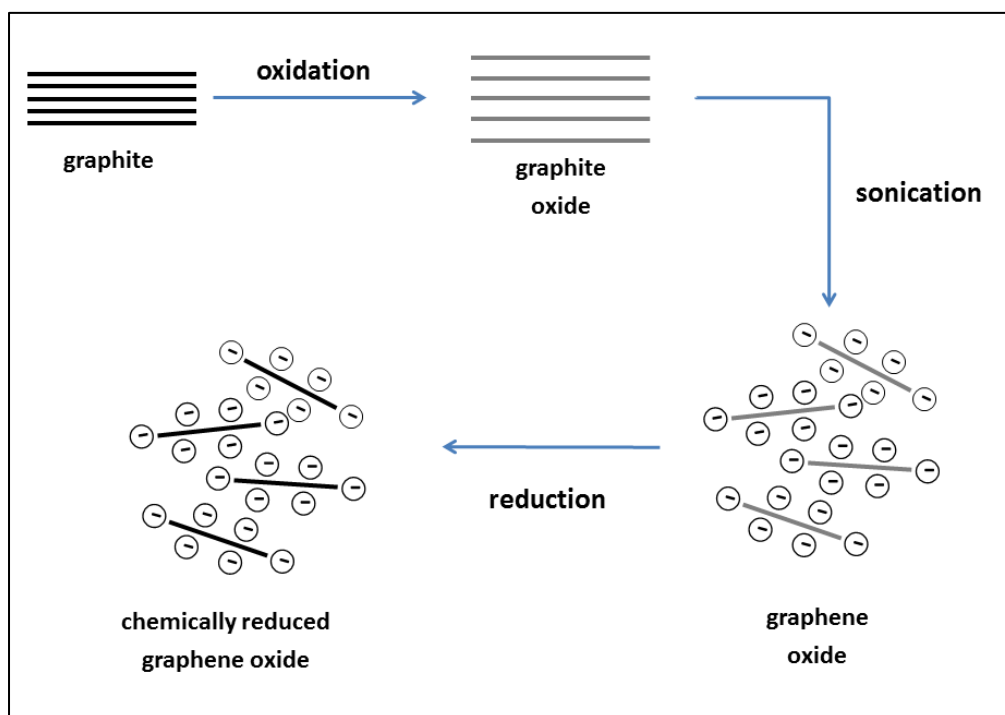 oxidation
graphite
graphite
oxide
sonication
reduction
chemically reduced
graphene oxide
graphene
oxide